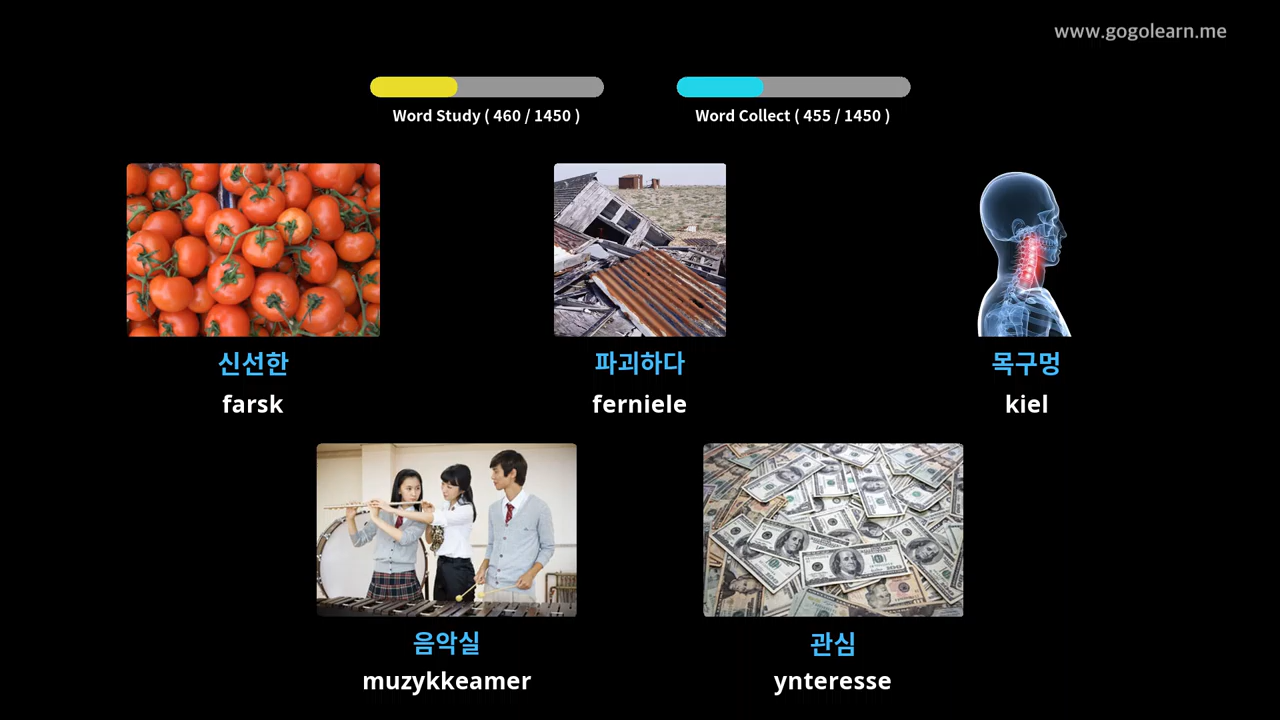 www.gogolearn.me
Word Study ( 460 / 1450 )
Word Collect ( 455 / 1450 )
신선한
farsk
파괴하다
ferniele
목구멍
kiel
음악실
muzykkeamer
관심
ynteresse